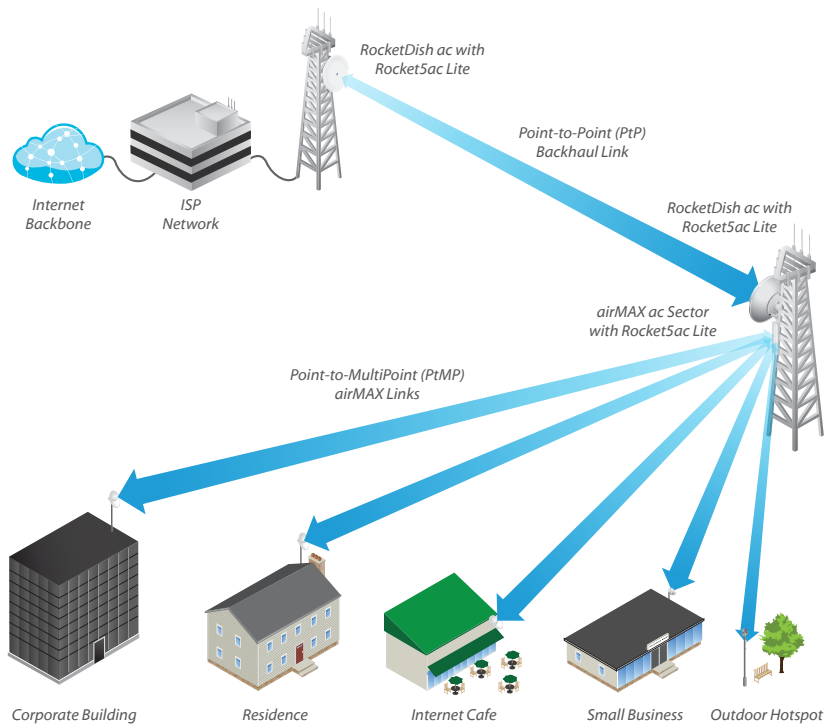 RocketDish ac with
Rocket5ac Lite
Point-to-Point (PtP)
Backhaul Link
Internet
Backbone
ISP
Network
RocketDish ac with
Rocket5ac Lite
airMAX ac Sector
with Rocket5ac Lite
Point-to-MultiPoint (PtMP)
airMAX Links
Corporate Building
Residence
Internet Cafe
Small Business
Outdoor Hotspot